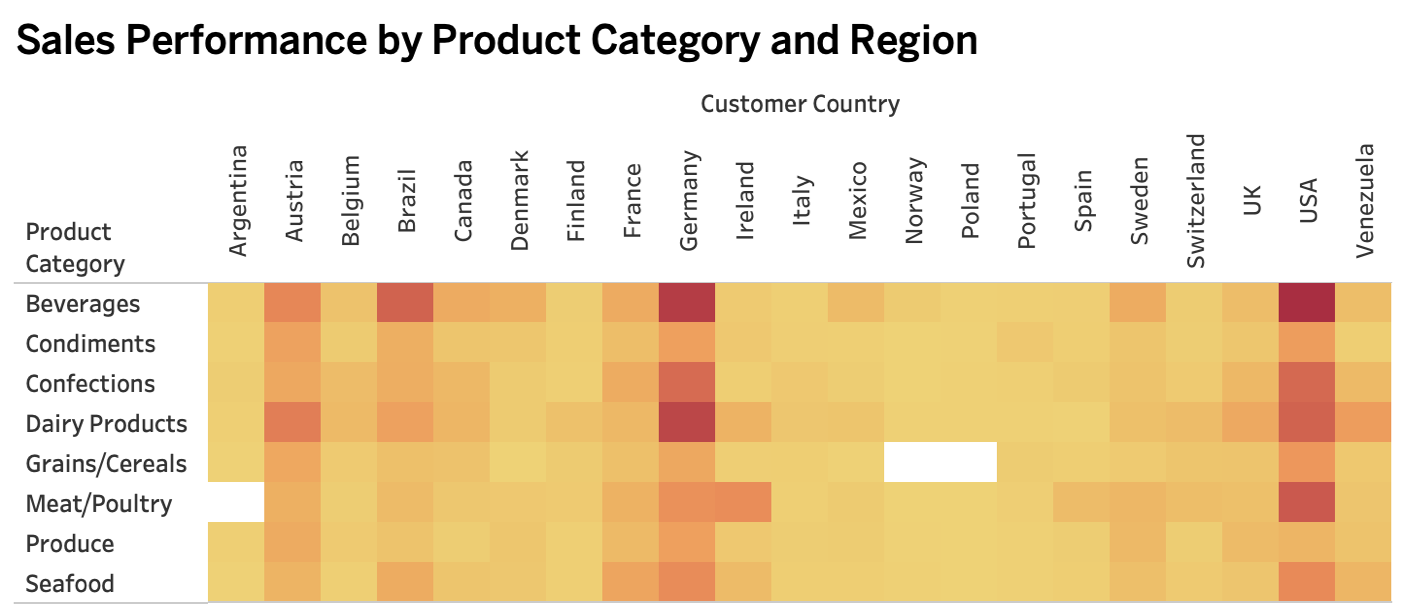 Sales Performance by Product Category and Region
Customer Country
Product
Category
Argentina
Austria
Belgium
Brazil
Canada
Denmark
Finland
France
Germany
Ireland
Italy
Mexico
Norway
Poland
Portugal
Spain
Sweden
Switzerland
UK
USA
Venezuela
Beverages
Condiments
Confections
Dairy Products
Grains/Cereals
Meat/Poultry
Produce
Seafood